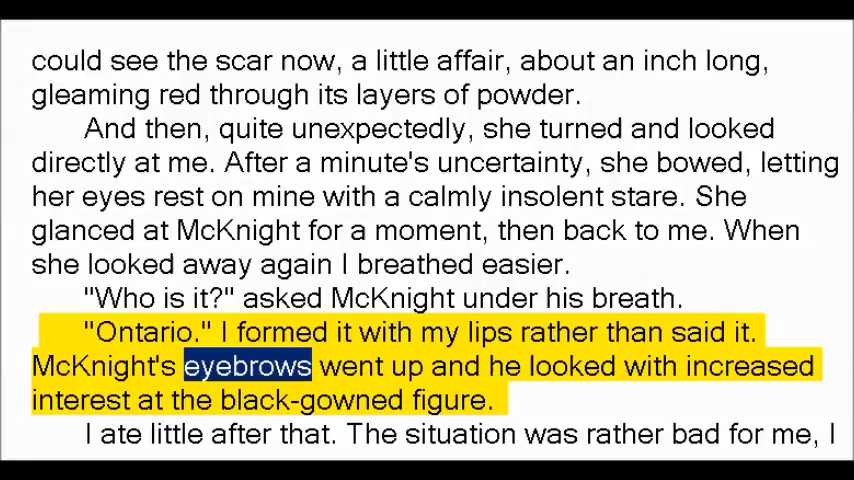 could see the scar now, a little affair, about an inch long,
gleaming red through its layers of powder.
And then, quite unexpectedly, she turned and looked
directly at me. After a minute's uncertainty, she bowed, letting
her eyes rest on mine with a calmly insolent stare. She
glanced at McKnight for a moment, then back to me. When
she looked away again I breathed easier.
"Who is it?" asked McKnight under his breath.
"Ontario." I formed it with my lips rather than said it.
McKnight's eyebrows went up and he looked with increased
interest at the black-gowned figure.
I ate little after that. The situation was rather bad for me, I